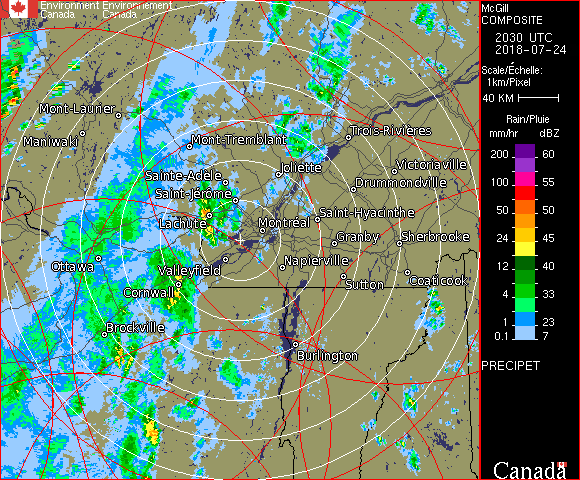 Environment Environnement
Canada Canada
McGill
COMPOSITE
2030 UTC
2018-07-24
Scale/Échelle:
1km/Pixel
40 KM
Rain/Pluie
mm/hr dBZ
200 60
100 55
50 50
24 45
12 40
4 33
1 23
0.1 7
PRECIPET
Canada
Mont-Laurier
Maniwaki
Mont-Tremblant
Trois-Rivières
Sainte-Adèle
Joliette
Victoriaville
Saint-Jérôme
Drummondville
Lachute
Montréal
Saint-Hyacinthe
Granby
Sherbrooke
Ottawa
Valleyfield
Napierville
Cornwall
Sutton
Coaticook
Brockville
Burlington